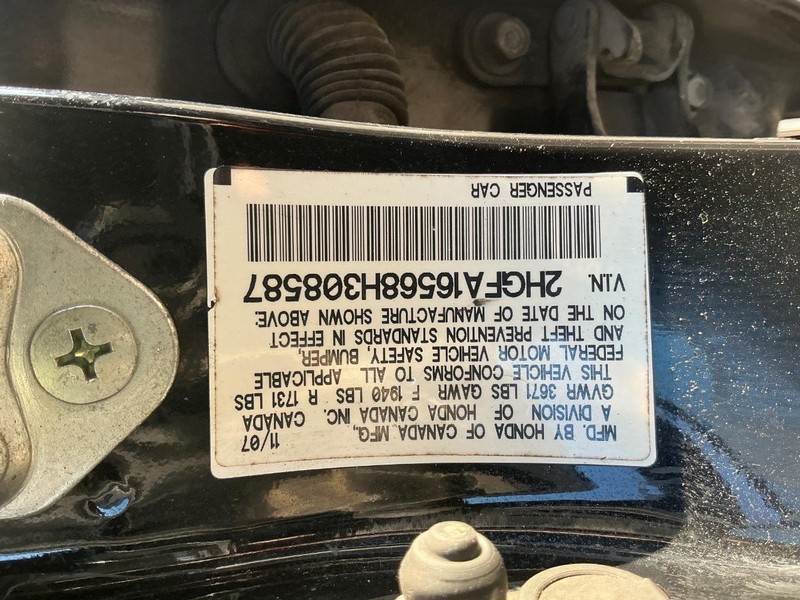 MFD. BY HONDA OF CANADA MFG., 11/07
A DIVISION OF HONDA CANADA INC. CANADA
GVWR 3671 LBS GAWR F 1940 LBS R 1731 LBS
THIS VEHICLE CONFORMS TO ALL APPLICABLE
FEDERAL MOTOR VEHICLE SAFETY, BUMPER,
AND THEFT PREVENTION STANDARDS IN EFFECT
ON THE DATE OF MANUFACTURE SHOWN ABOVE.
V.I.N. 2HGFA16568H308587
PASSENGER CAR